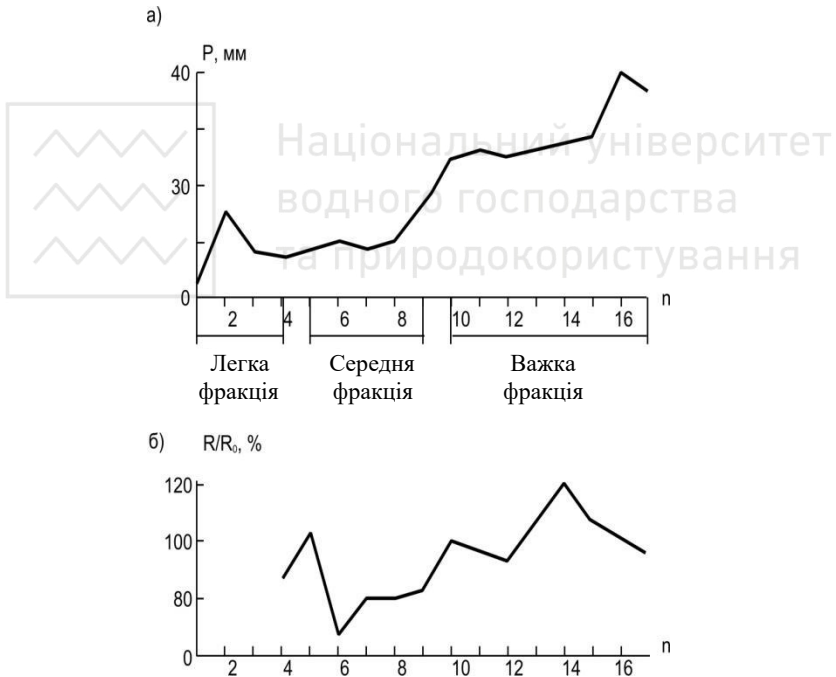 а)
P, мм
40
30
0
2 4 6 8 10 12 14 16 n
Легка фракція
Середня фракція
Важка фракція
Національний університет
водного господарства
та природокористування
б) R/R₀, %
120
100
80
0
2 4 6 8 10 12 14 16 n